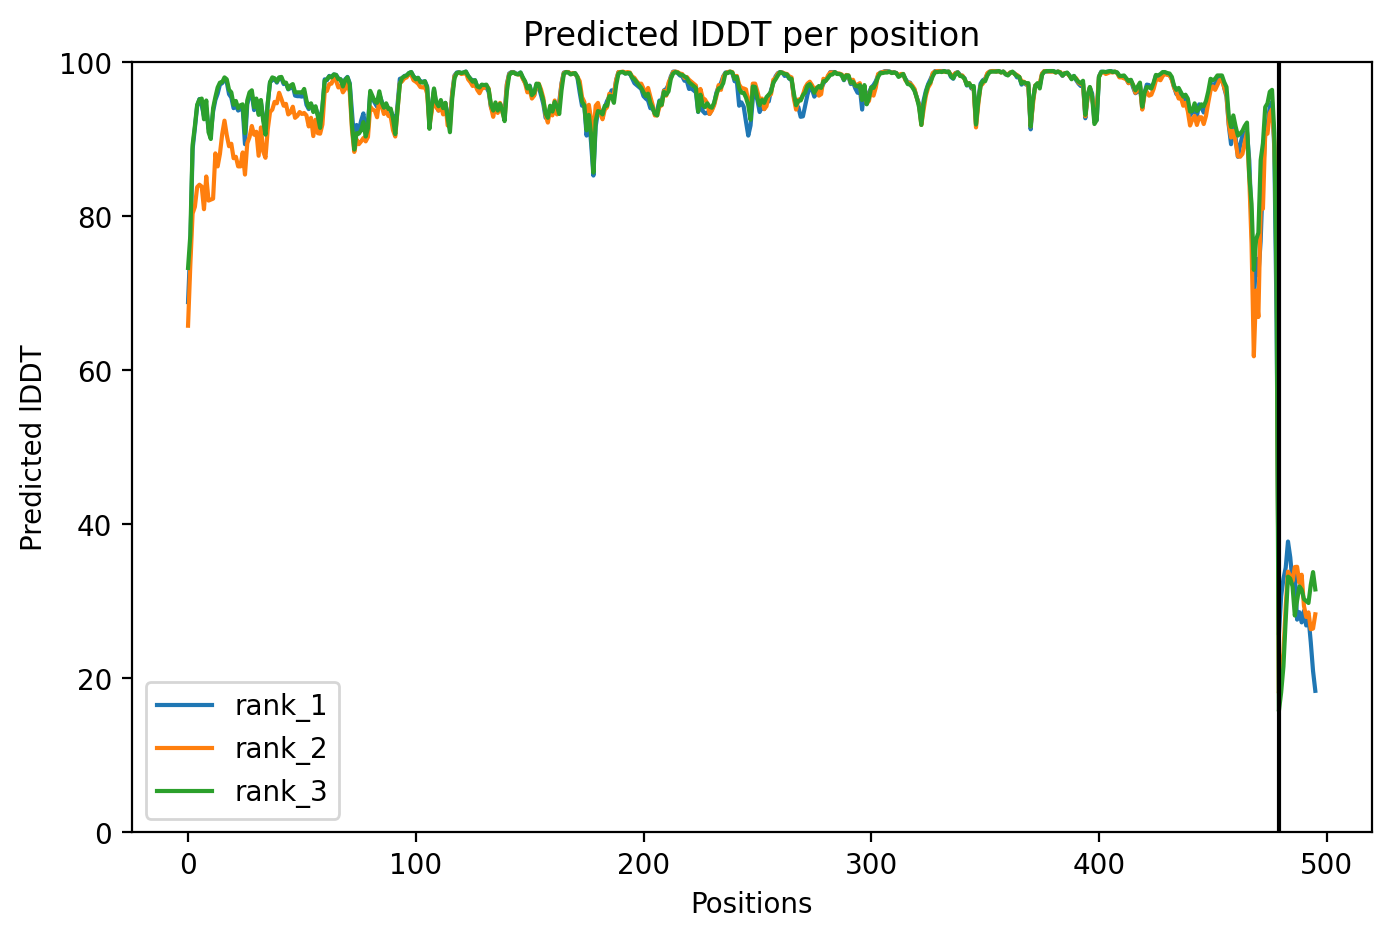 Predicted lDDT per position
100
80
60
40
20
0
Predicted lDDT
rank_1
rank_2
rank_3
0 100 200 300 400 500
Positions